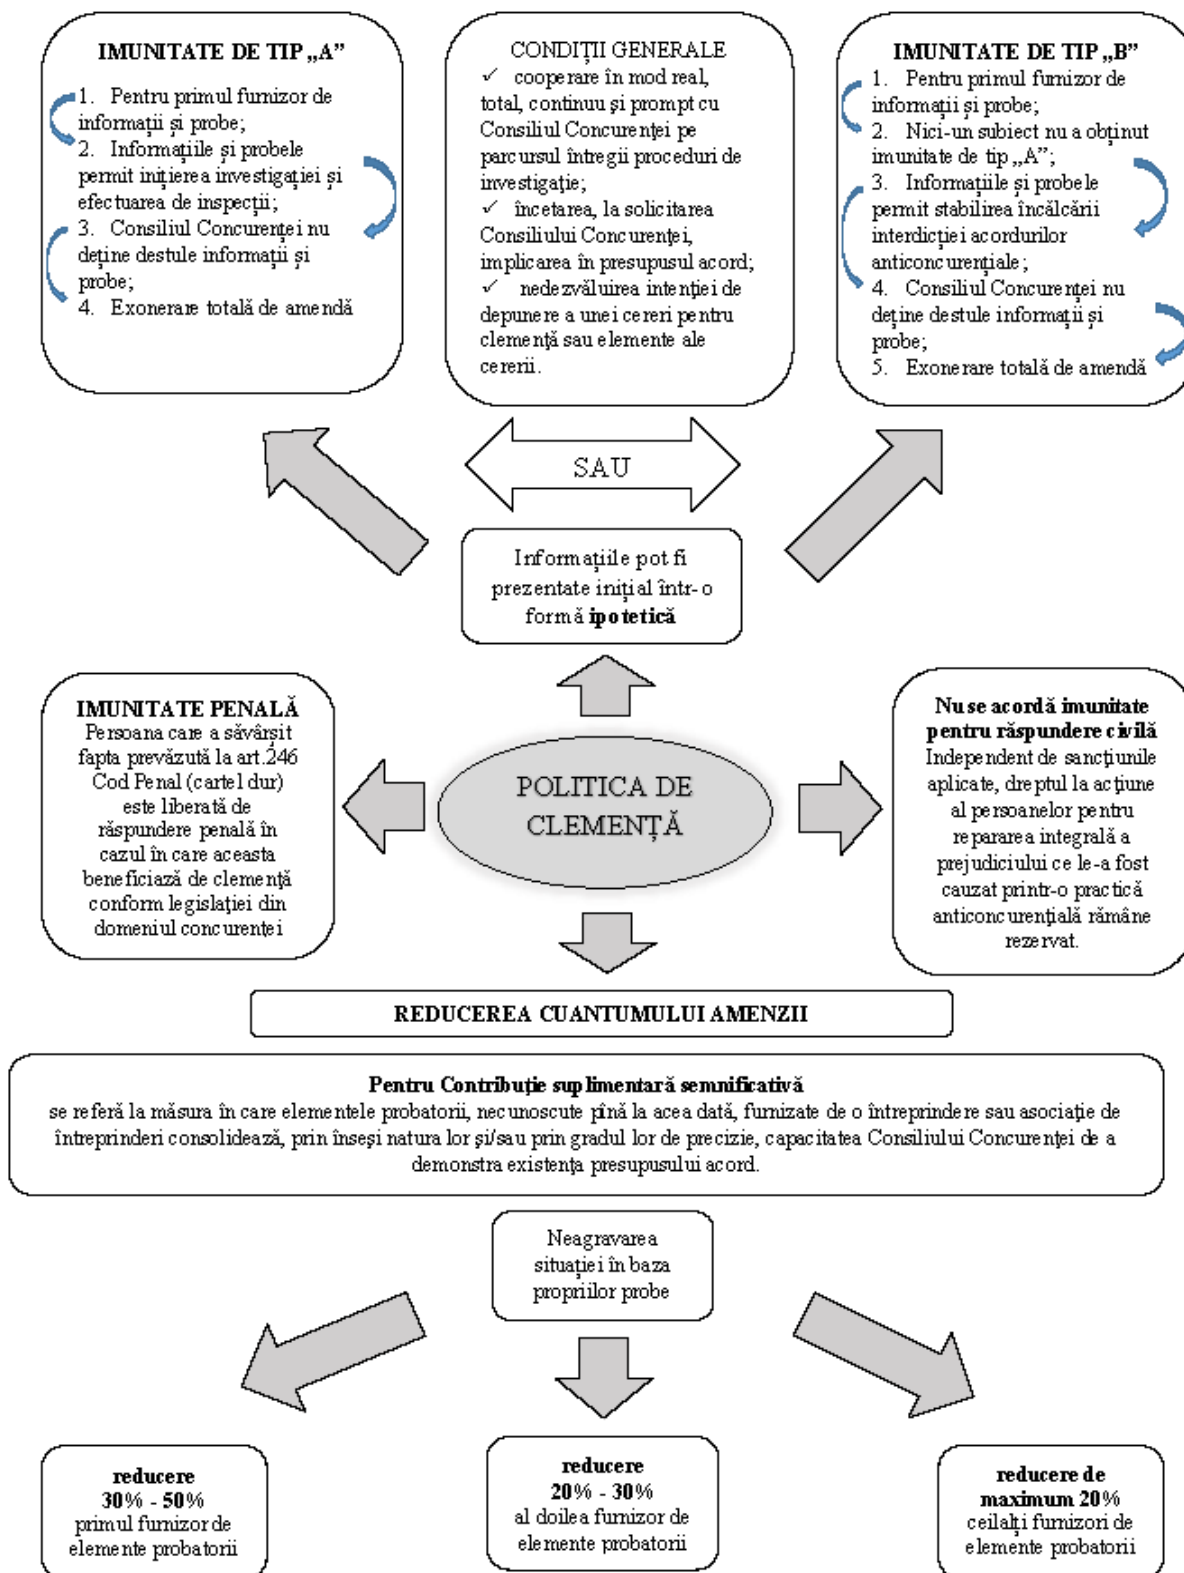 IMUNITATE DE TIP „A”
1. Pentru primul furnizor de
informații și probe;
2. Informațiile și probele
permit inițierea investigației și
efectuarea de inspecții;
3. Consiliul Concurenței nu
deține destule informații și
probe;
4. Exonerare totală de amendă
CONDIȚII GENERALE
✓ cooperare în mod real,
total, continuu și prompt cu
Consiliul Concurenței pe
parcursul întregii proceduri de
investigație;
✓ încetarea, la solicitarea
Consiliului Concurenței,
implicarea în presupusul acord;
✓ nedezvăluirea intenției de
depunere a unei cereri pentru
clemență sau elemente ale
cererii.
IMUNITATE DE TIP „B”
1. Pentru primul furnizor de
informații și probe;
2. Nici-un subiect nu a obținut
imunitate de tip „A”;
3. Informațiile și probele
permit stabilirea încălcării
interdicției acordurilor
anticoncurențiale;
4. Consiliul Concurenței nu
deține destule informații și
probe;
5. Exonerare totală de amendă
SAU
Informațiile pot fi
prezentate inițial într-o
formă ipotetică
IMUNITATE PENALĂ
Persoana care a săvârșit
fapta prevăzută la art.246
Cod Penal (cartel dur)
este liberată de
răspundere penală în
cazul în care aceasta
beneficiază de clemență
conform legislației din
domeniul concurenței
POLITICA DE
CLEMENȚĂ
Nu se acordă imunitate
pentru răspundere civilă
Independent de sancțiunile
aplicate, dreptul la acțiune
al persoanelor pentru
repararea integrală a
prejudiciului ce le-a fost
cauzat printr-o practică
anticoncurențială rămâne
rezervat.
REDUCEREA CUANTUMULUI AMENZII
Pentru Contribuție suplimentară semnificativă
se referă la măsura în care elementele probatorii, necunoscute pînă la acea dată, furnizate de o întreprindere sau asociație de
întreprinderi consolidează, prin înseși natura lor și/sau prin gradul lor de precizie, capacitatea Consiliului Concurenței de a
demonstra existența presupusului acord.
Neagravarea
situației în baza
propriilor probe
reducere
30% - 50%
primul furnizor de
elemente probatorii
reducere
20% - 30%
al doilea furnizor de
elemente probatorii
reducere de
maximum 20%
ceilalți furnizori de
elemente probatorii